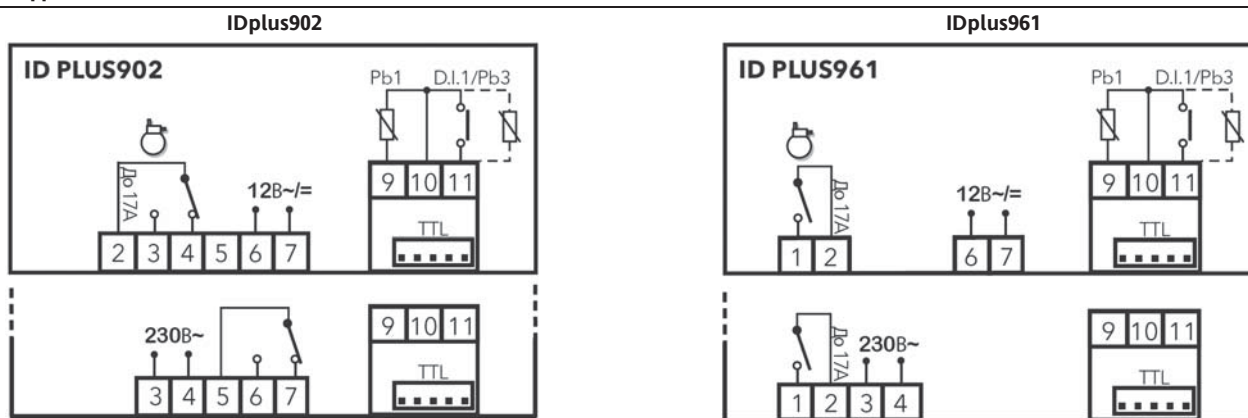 IDplus902
IDplus961
ID PLUS902
Pb1 D.I.1/Pb3
До 17А
12В~/=
9 10 11
TTL
2 3 4 5 6 7
230В~
9 10 11
TTL
3 4 5 6 7
ID PLUS961
Pb1 D.I.1/Pb3
До 17А
12В~/=
9 10 11
TTL
1 2 6 7
До 17А
230В~
9 10 11
TTL
1 2 3 4